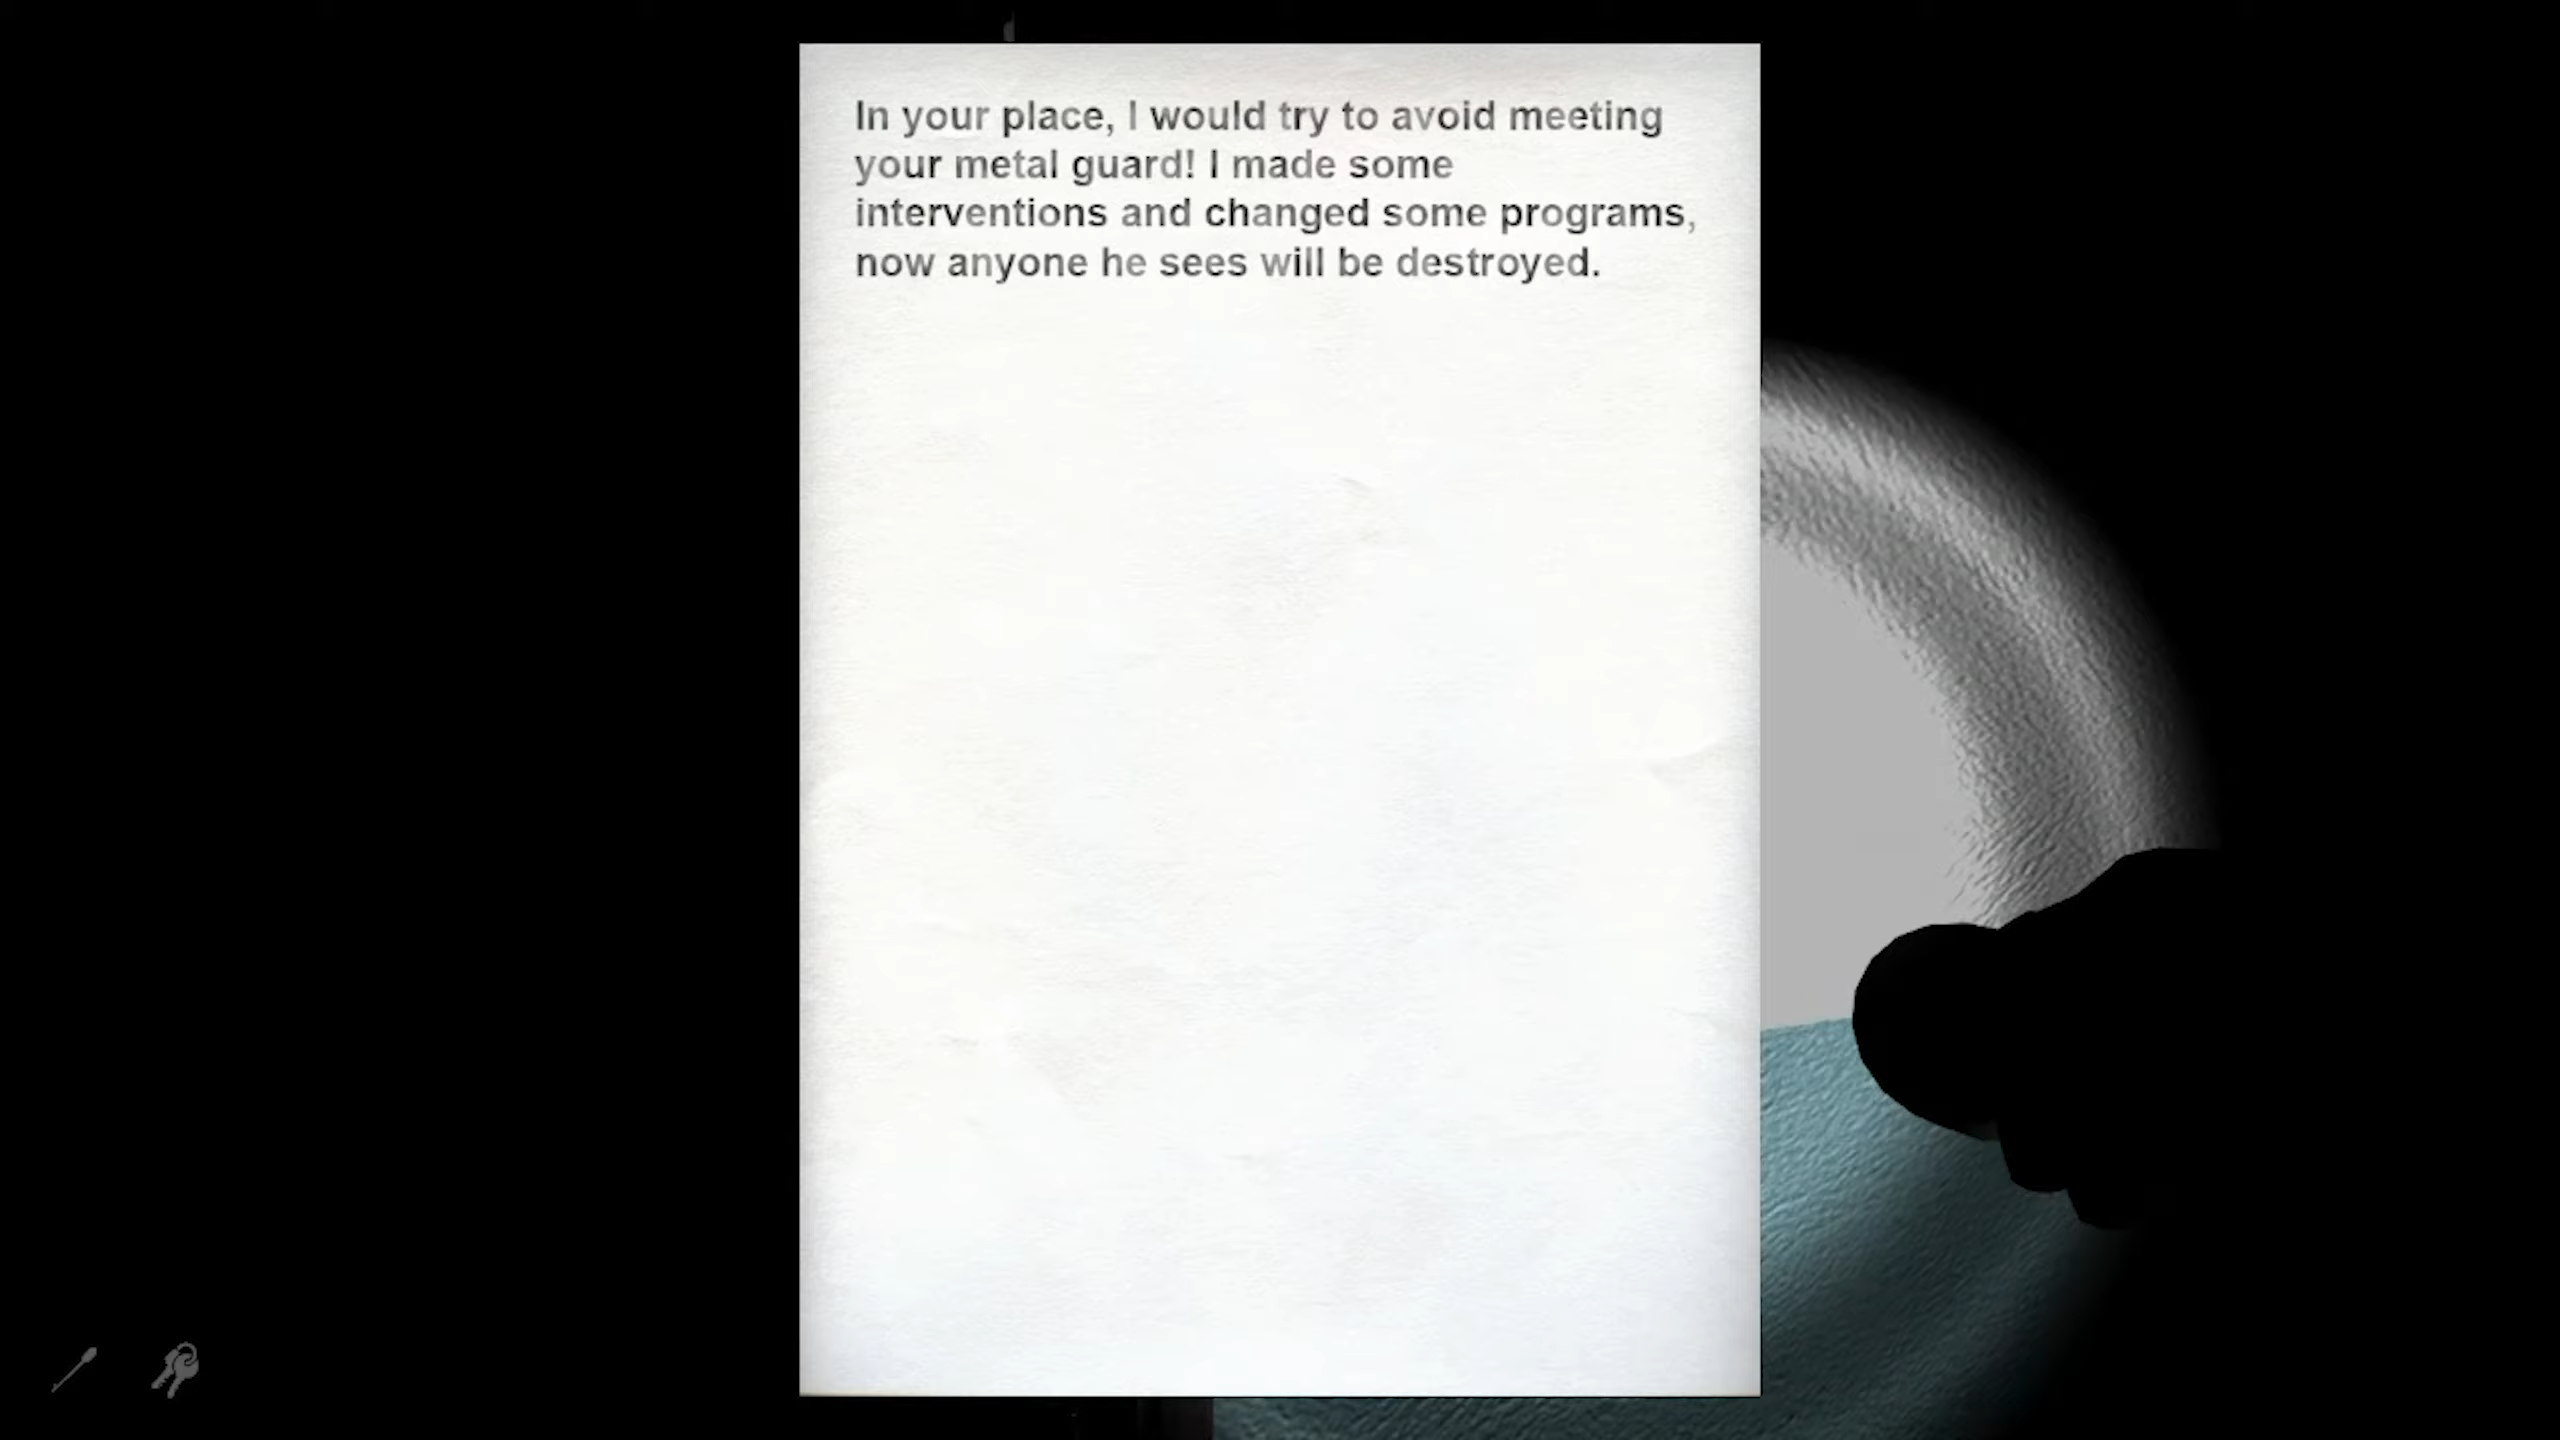 In your place, I would try to avoid meeting
your metal guard! I made some
interventions and changed some programs,
now anyone he sees will be destroyed.